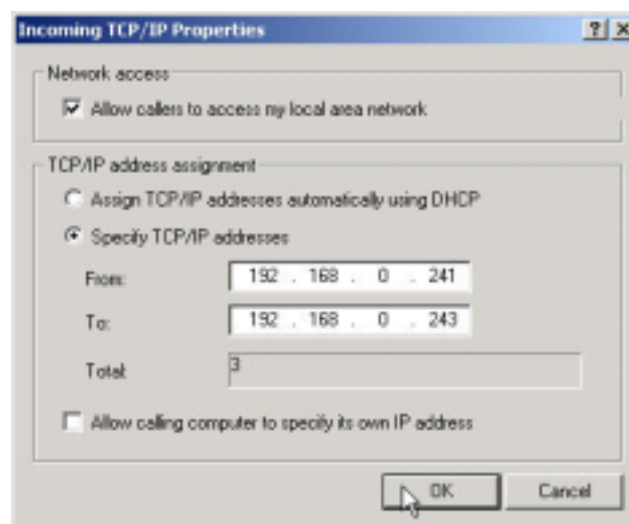 Incoming TCP/IP Properties
Network access
Allow callers to access my local area network
TCP/IP address assignment
Assign TCP/IP addresses automatically using DHCP
Specify TCP/IP addresses
From: 192 . 168 . 0 . 241
To: 192 . 168 . 0 . 243
Total: 3
Allow calling computer to specify its own IP address
OK Cancel